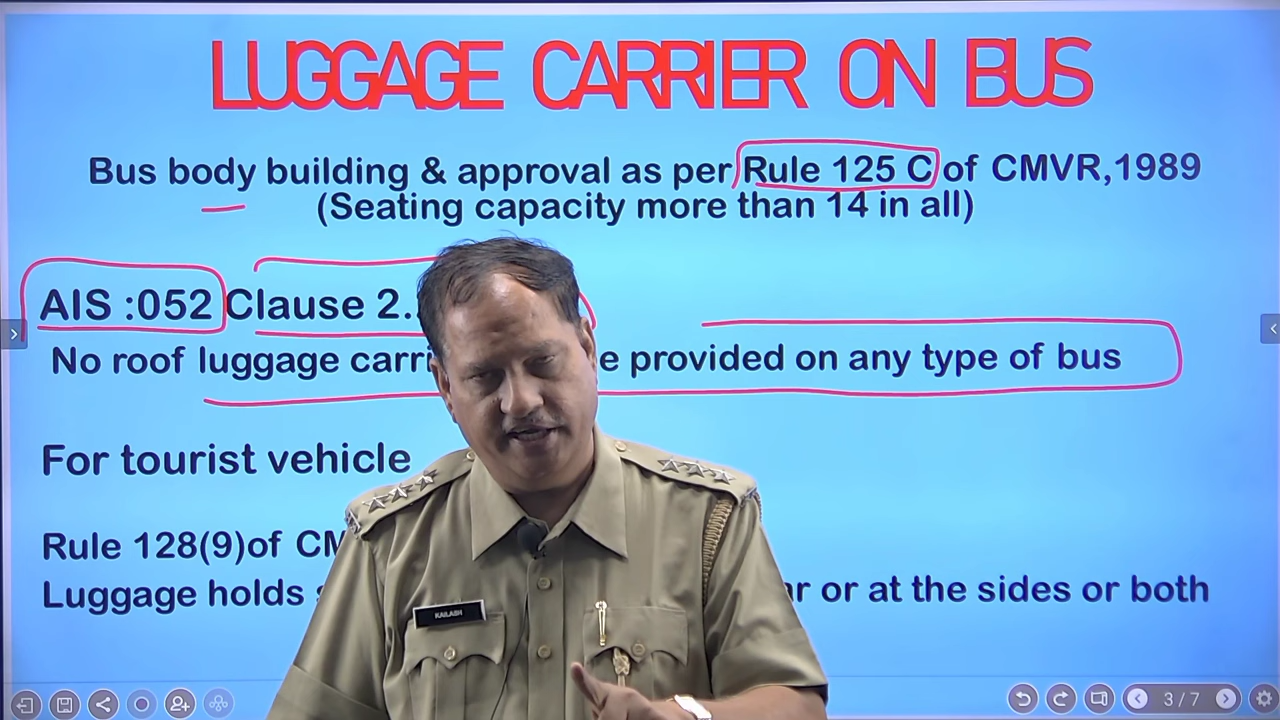 LUGGAGE CARRIER ON BUS
Bus body building & approval as per Rule 125 C of CMVR,1989
(Seating capacity more than 14 in all)
AIS :052 Clause 2.
No roof luggage provided on any type of bus
For tourist vehicle
Rule 128(9)of
Luggage holds or at the sides or both
KAILASH
3 / 7